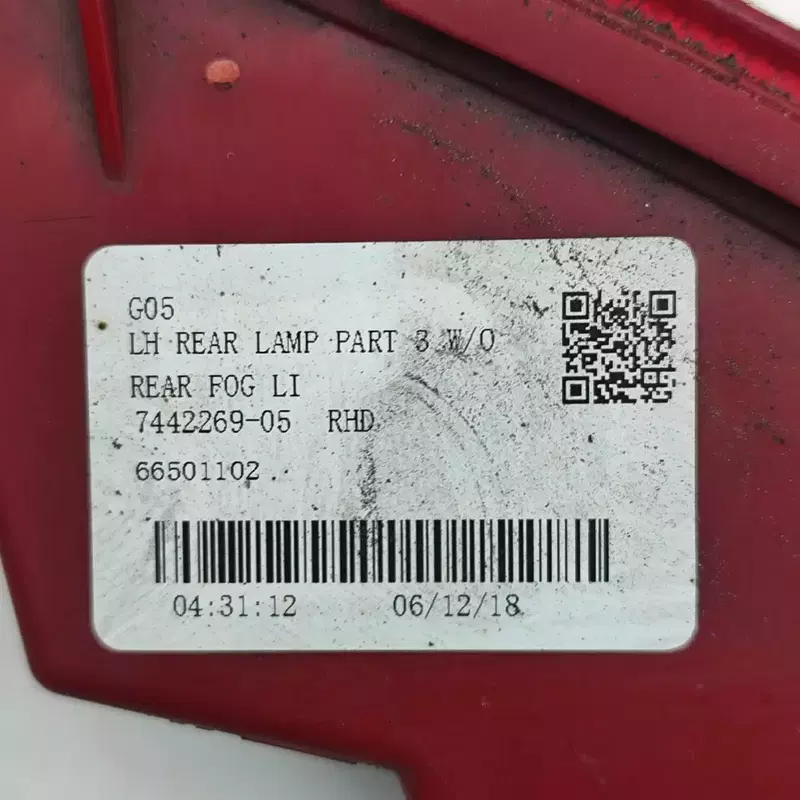 G05
LH REAR LAMP PART 3 W/O
REAR FOG LI
7442269-05 RHD
66501102.
04:31:12 06/12/18